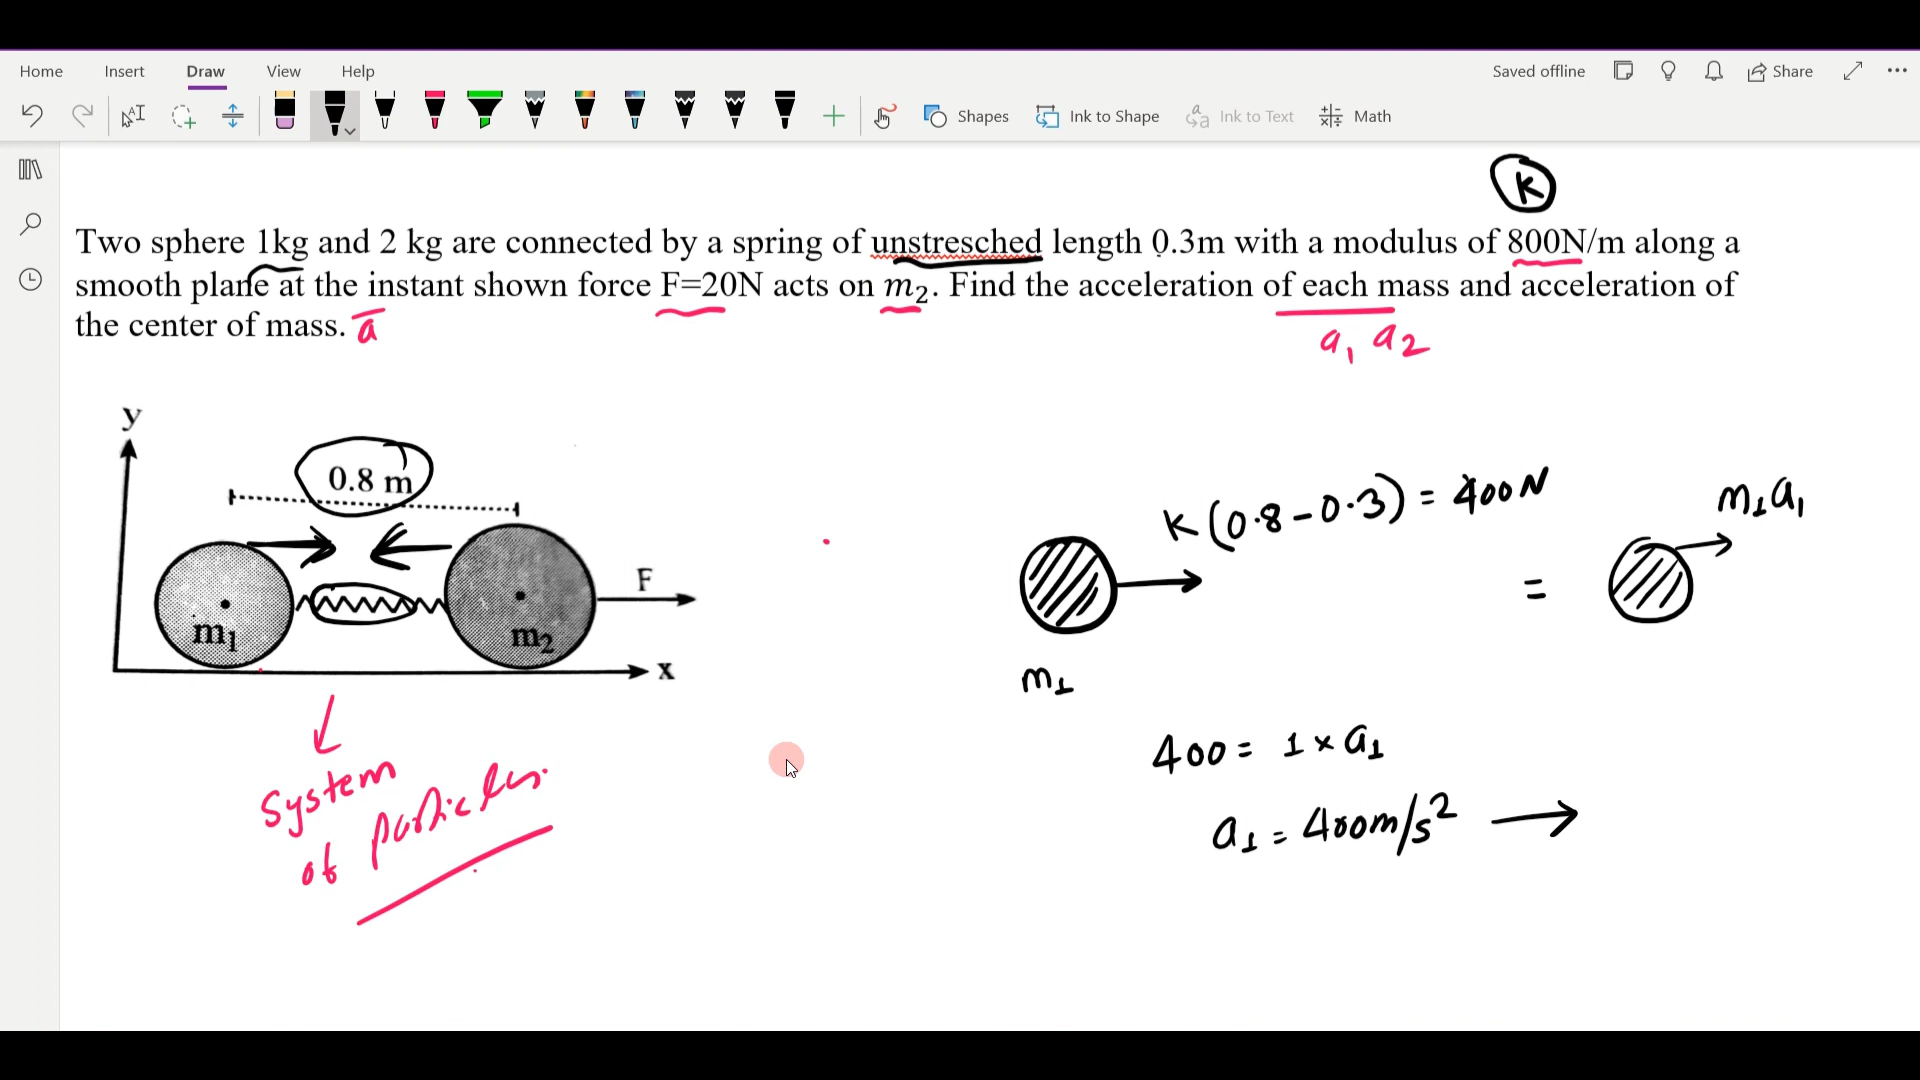 Home Insert Draw View Help Saved offline Share
Shapes Ink to Shape Ink to Text Math
k
Two sphere 1kg and 2 kg are connected by a spring of unstresched length 0.3m with a modulus of 800N/m along a
smooth plane at the instant shown force F=20N acts on m₂. Find the acceleration of each mass and acceleration of
the center of mass. a̅
a₁ a₂
y
0.8 m
F
m₁
m₂
x
System
of particles.
K(0.8-0.3) = 400N
m₁a₁
=
m₁
400 = 1 × a₁
a₁ = 400m/s²